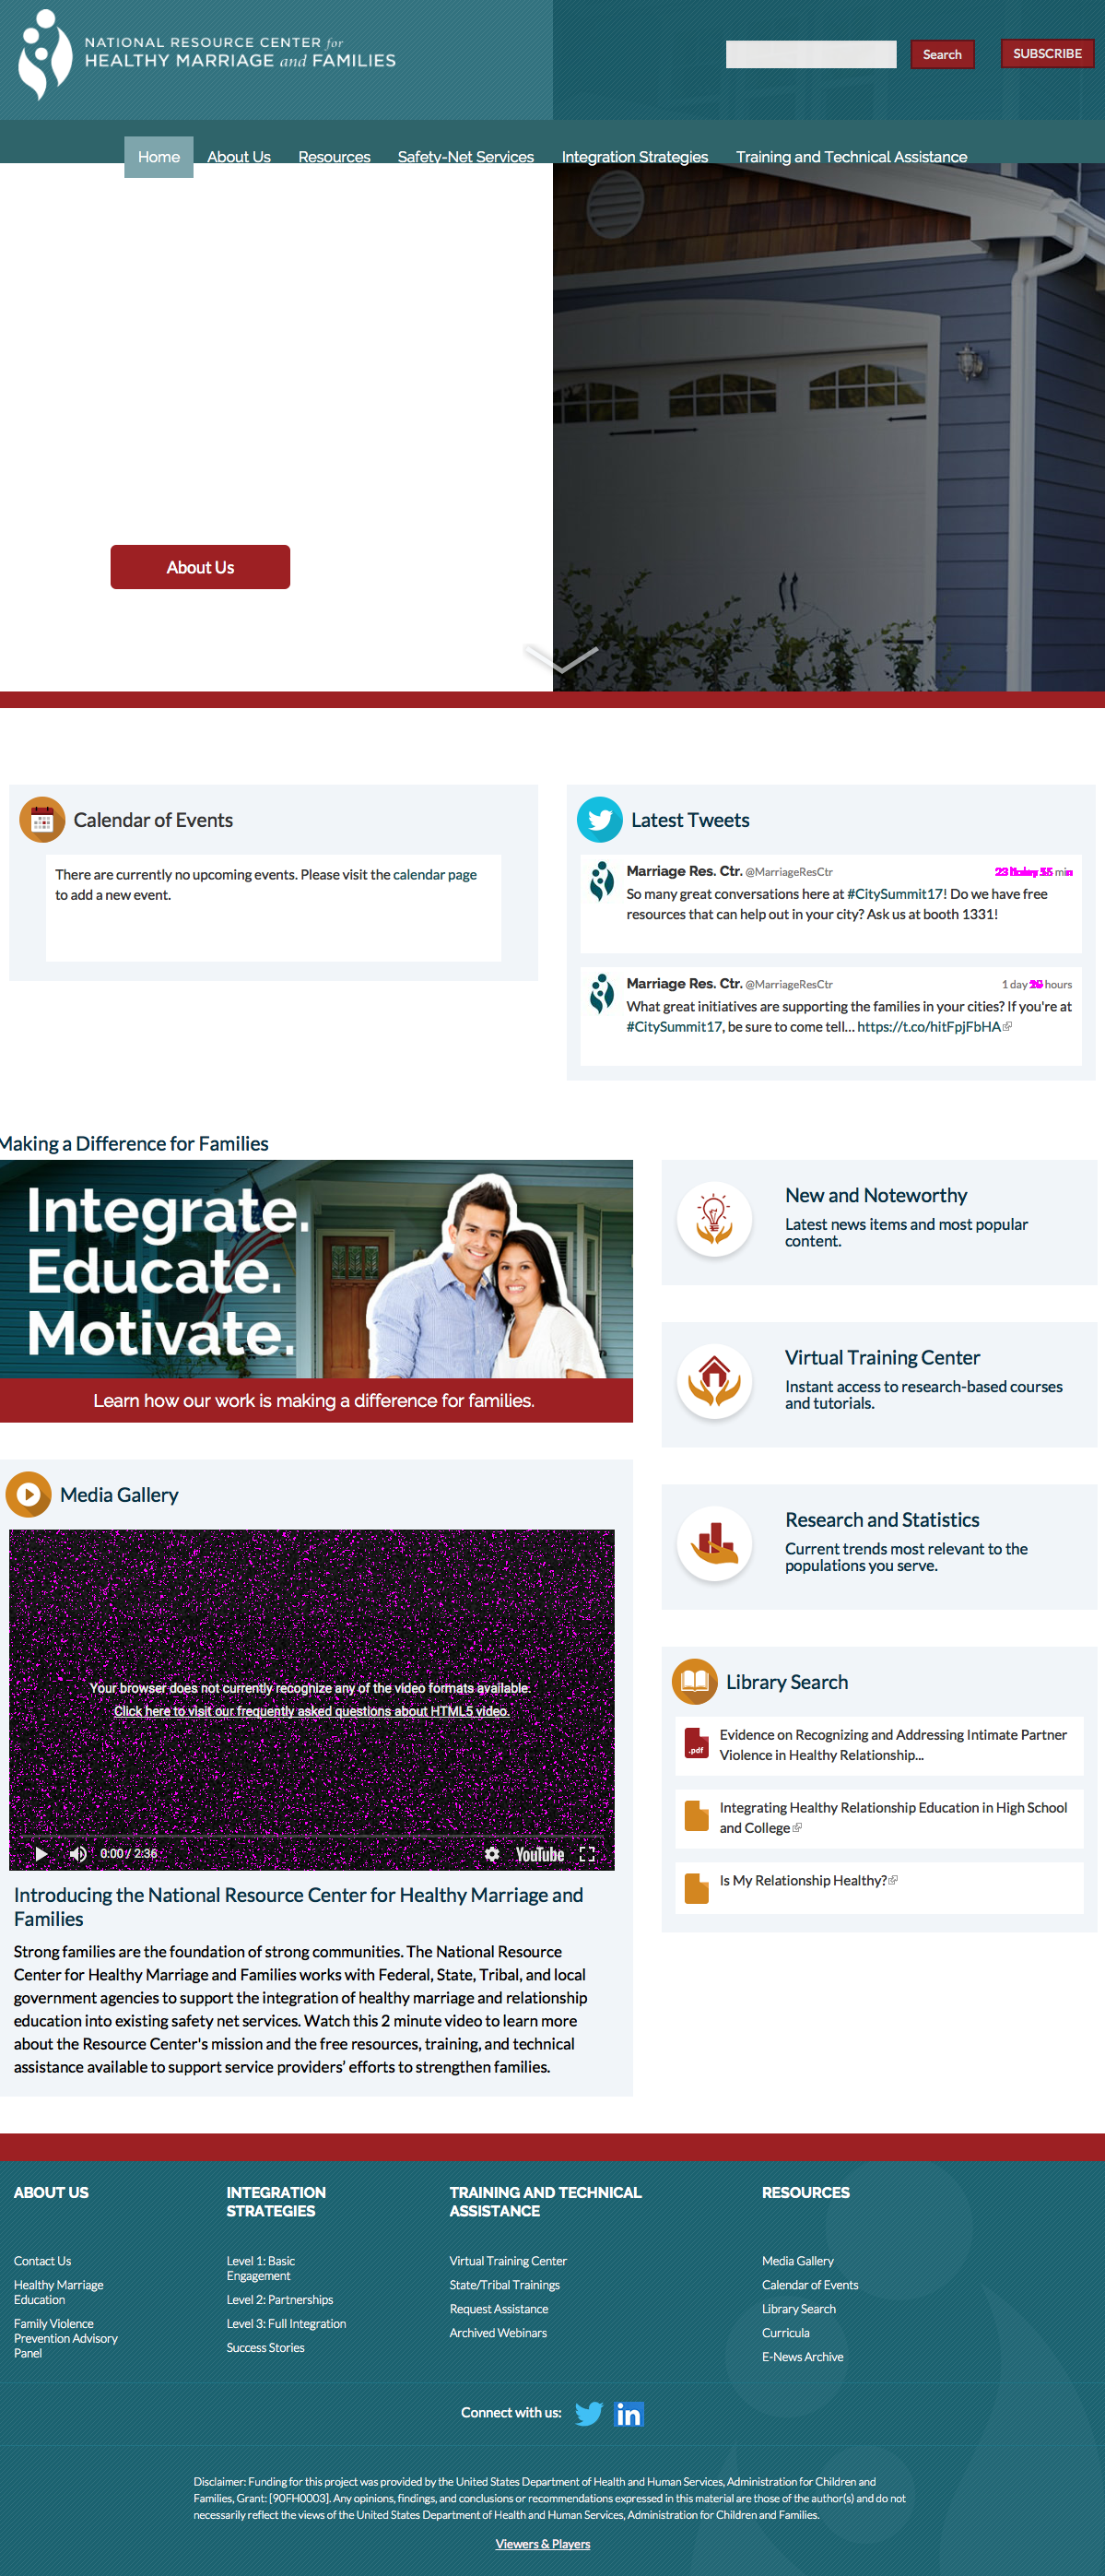 NATIONAL RESOURCE CENTER for
HEALTHY MARRIAGE and FAMILIES
Search
SUBSCRIBE
Home
About Us
Resources
Safety-Net Services
Integration Strategies
Training and Technical Assistance
About Us
Calendar of Events
There are currently no upcoming events. Please visit the calendar page
to add a new event.
Latest Tweets
Marriage Res. Ctr. @MarriageResCtr
So many great conversations here at #CitySummit17! Do we have free
resources that can help out in your city? Ask us at booth 1331!
Marriage Res. Ctr. @MarriageResCtr
1 day hours
What great initiatives are supporting the families in your cities? If you're at
#CitySummit17, be sure to come tell... https://t.co/hitFpjFbHA
Making a Difference for Families
Integrate.
Educate.
Motivate.
Learn how our work is making a difference for families.
New and Noteworthy
Latest news items and most popular
content.
Virtual Training Center
Instant access to research-based courses
and tutorials.
Research and Statistics
Current trends most relevant to the
populations you serve.
Media Gallery
Your browser does not currently recognize any of the video formats available.
Click here to visit our frequently asked questions about HTML5 video.
0:00 / 2:36
YouTube
Introducing the National Resource Center for Healthy Marriage and
Families
Strong families are the foundation of strong communities. The National Resource
Center for Healthy Marriage and Families works with Federal, State, Tribal, and local
government agencies to support the integration of healthy marriage and relationship
education into existing safety net services. Watch this 2 minute video to learn more
about the Resource Center's mission and the free resources, training, and technical
assistance available to support service providers’ efforts to strengthen families.
Library Search
.pdf
Evidence on Recognizing and Addressing Intimate Partner
Violence in Healthy Relationship...
Integrating Healthy Relationship Education in High School
and College
Is My Relationship Healthy?
ABOUT US
Contact Us
Healthy Marriage
Education
Family Violence
Prevention Advisory
Panel
INTEGRATION
STRATEGIES
Level 1: Basic
Engagement
Level 2: Partnerships
Level 3: Full Integration
Success Stories
TRAINING AND TECHNICAL
ASSISTANCE
Virtual Training Center
State/Tribal Trainings
Request Assistance
Archived Webinars
RESOURCES
Media Gallery
Calendar of Events
Library Search
Curricula
E-News Archive
Connect with us:
in
Disclaimer: Funding for this project was provided by the United States Department of Health and Human Services, Administration for Children and
Families, Grant: [90FH0003]. Any opinions, findings, and conclusions or recommendations expressed in this material are those of the author(s) and do not
necessarily reflect the views of the United States Department of Health and Human Services, Administration for Children and Families.
Viewers & Players